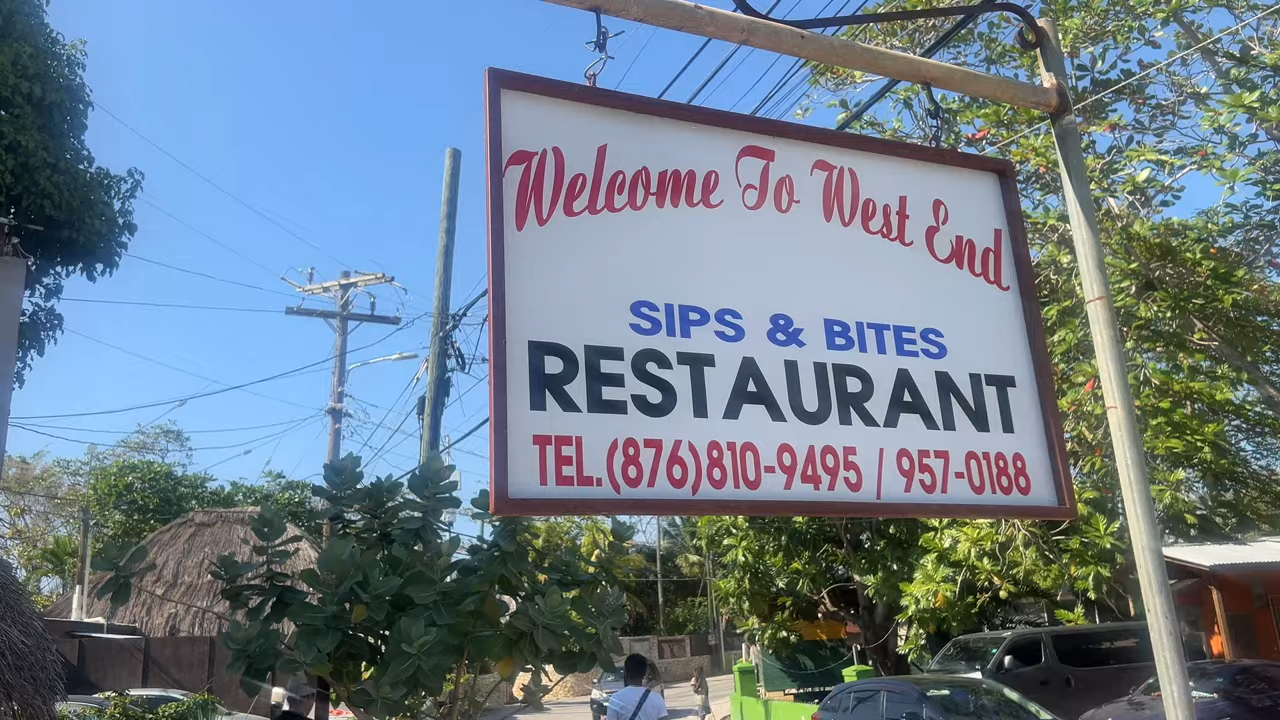 Welcome To West End
SIPS & BITES
RESTAURANT
TEL.(876)810-9495 / 957-0188